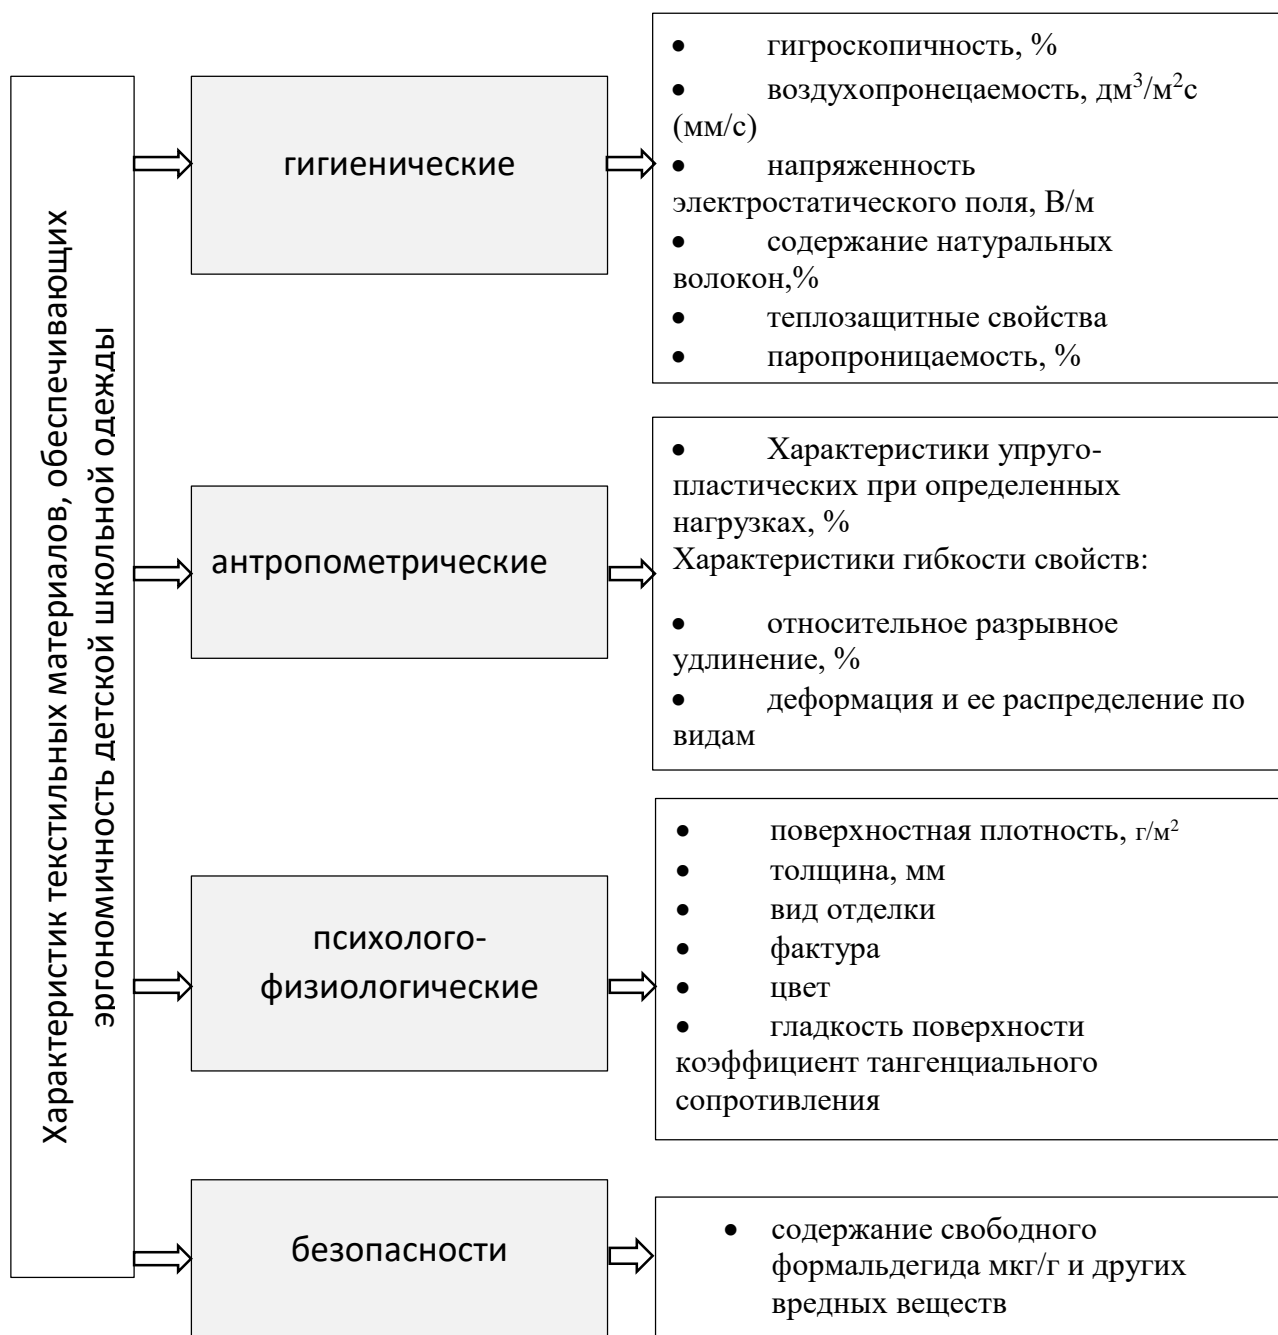 Характеристик текстильных материалов, обеспечивающих
эргономичность детской школьной одежды
гигиенические
• гигроскопичность, %
• воздухопронецаемость, дм³/м²с
(мм/с)
• напряженность
электростатического поля, В/м
• содержание натуральных
волокон,%
• теплозащитные свойства
• паропроницаемость, %
антропометрические
• Характеристики упруго-
пластических при определенных
нагрузках, %
Характеристики гибкости свойств:
• относительное разрывное
удлинение, %
• деформация и ее распределение по
видам
психолого-
физиологические
• поверхностная плотность, г/м²
• толщина, мм
• вид отделки
• фактура
• цвет
• гладкость поверхности
коэффициент тангенциального
сопротивления
безопасности
• содержание свободного
формальдегида мкг/г и других
вредных веществ